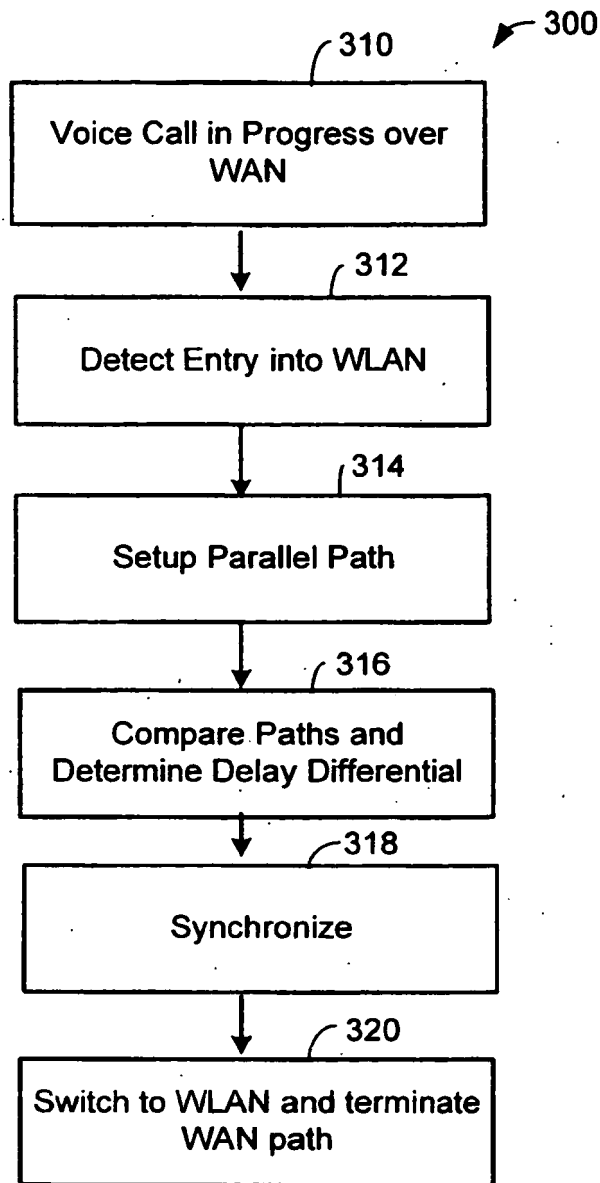 300
310
Voice Call in Progress over
WAN
312
Detect Entry into WLAN
314
Setup Parallel Path
316
Compare Paths and
Determine Delay Differential
318
Synchronize
320
Switch to WLAN and terminate
WAN path